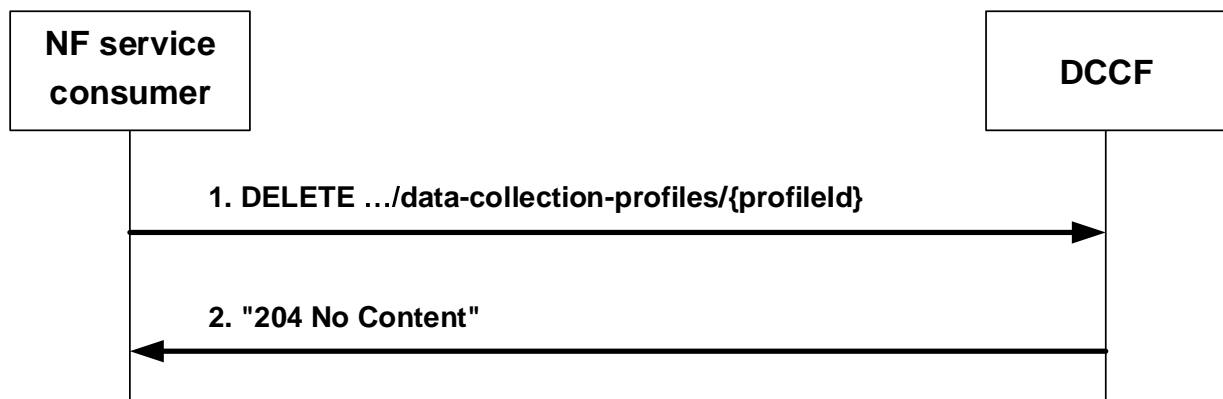 NF service
consumer
DCCF
1. DELETE …/data-collection-profiles/{profileId}
2. "204 No Content"